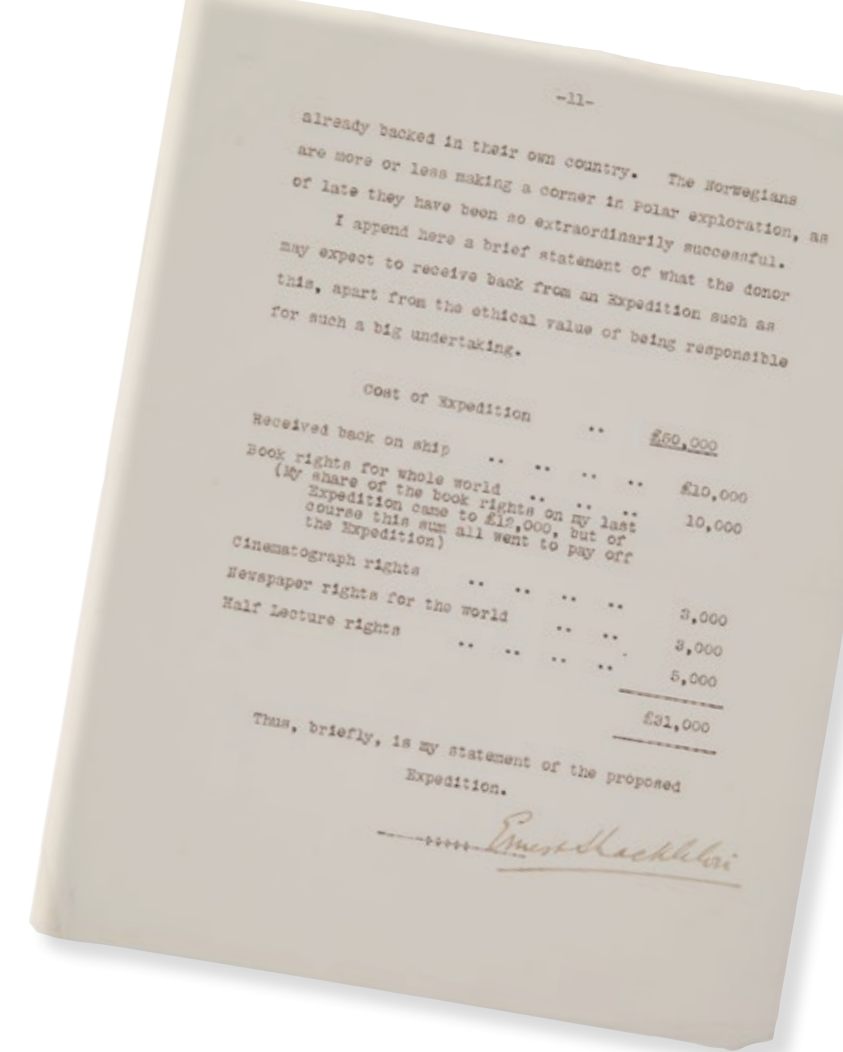 -11-
already backed in their own country. The Norwegians
are more or less making a corner in Polar exploration, as
of late they have been so extraordinarily successful.
I append here a brief statement of what the donor
may expect to receive back from an Expedition such as
this, apart from the ethical value of being responsible
for such a big undertaking.
Cost of Expedition .. £50,000
Received back on ship .. .. .. .. £10,000
Book rights for whole world .. .. .. 10,000
(My share of the book rights on my last
Expedition came to £12,000, but of
course this sum all went to pay off
the Expedition)
Cinematograph rights .. .. .. .. 3,000
Newspaper rights for the world .. .. 3,000
Half Lecture rights .. .. .. .. 5,000
£31,000
Thus, briefly, is my statement of the proposed
Expedition.
Ernest Shackleton